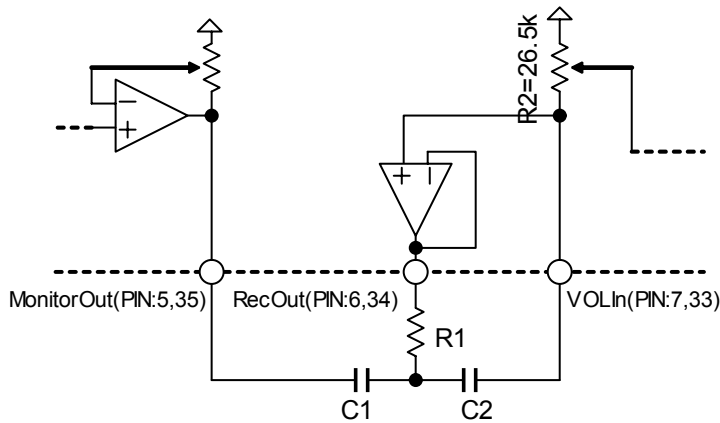 R2=26.5k
MonitorOut(PIN:5,35)
RecOut(PIN:6,34)
VOLIn(PIN:7,33)
R1
C1
C2